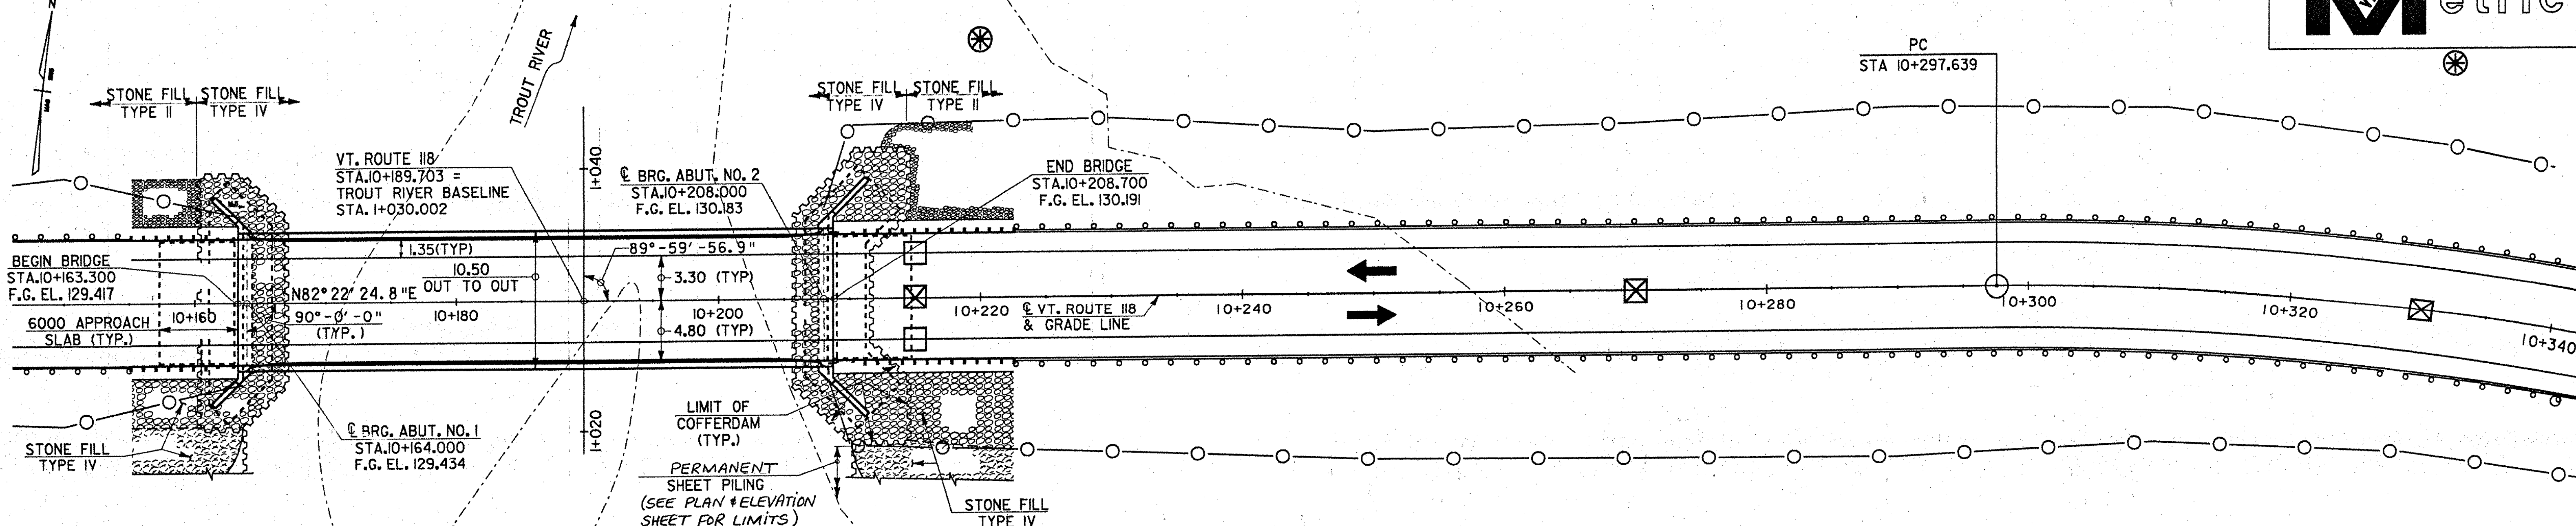 N
STONE FILL
TYPE II
STONE FILL
TYPE IV
TROUT RIVER
VT. ROUTE 118
STA.10+189.703 =
TROUT RIVER BASELINE
STA. 1+030.002
1+040
℄ BRG. ABUT. NO. 2
STA.10+208.000
F.G. EL. 130.183
STONE FILL
TYPE IV
STONE FILL
TYPE II
END BRIDGE
STA.10+208.700
F.G. EL. 130.191
PC
STA 10+297.639
M etric
BEGIN BRIDGE
STA.10+163.300
F.G. EL. 129.417
1.35(TYP)
10.50
OUT TO OUT
89°-59'-56.9"
3.30 (TYP)
N82°22'24.8"E
90°-0'-0"
(TYP.)
4.80 (TYP)
6000 APPROACH
SLAB (TYP.)
10+160
10+180
10+200
10+220
10+240
10+260
10+280
10+300
10+320
10+340
℄ VT. ROUTE 118
& GRADE LINE
STONE FILL
TYPE IV
℄ BRG. ABUT. NO. 1
STA.10+164.000
F.G. EL. 129.434
1+020
LIMIT OF
COFFERDAM
(TYP.)
PERMANENT
SHEET PILING
(SEE PLAN & ELEVATION
SHEET FOR LIMITS)
STONE FILL
TYPE IV